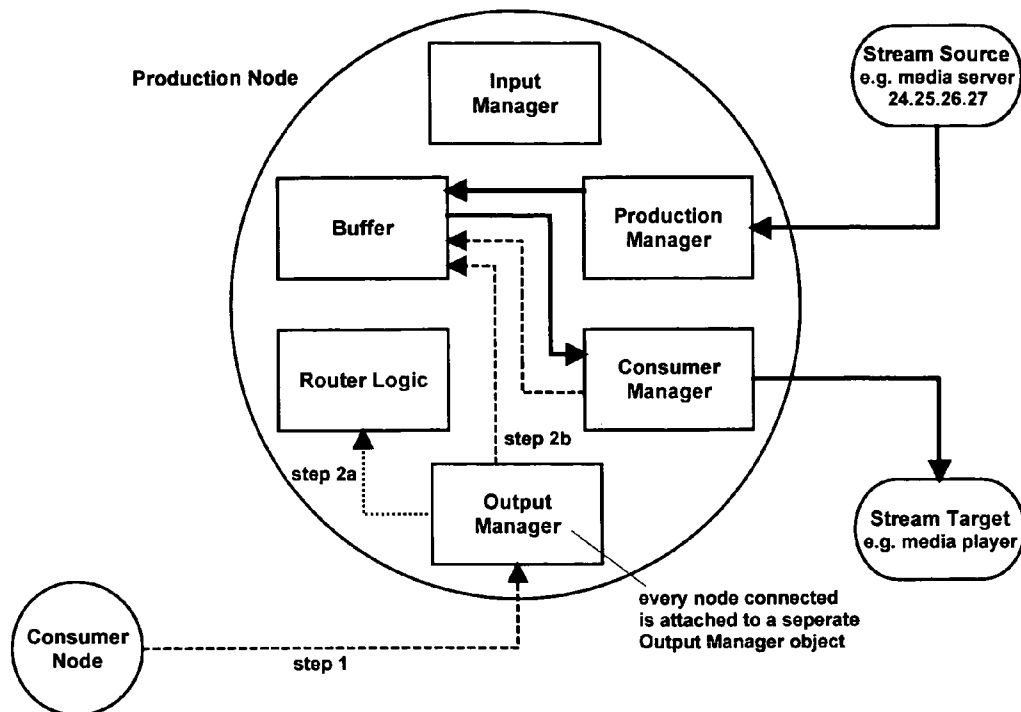 Stream Source
e.g. media server
24.25.26.27
Production Node
Input
Manager
Buffer
Production
Manager
Router Logic
Consumer
Manager
step 2b
step 2a
Output
Manager
Stream Target
e.g. media player
every node connected
is attached to a seperate
Output Manager object
Consumer
Node
step 1